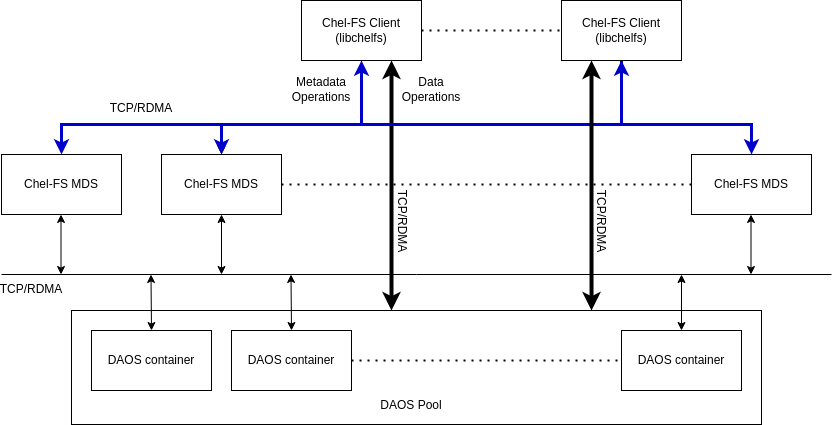 Chel-FS Client
(libchelfs)
Chel-FS Client
(libchelfs)
Metadata
Operations
Data
Operations
TCP/RDMA
Chel-FS MDS
Chel-FS MDS
Chel-FS MDS
TCP/RDMA
TCP/RDMA
TCP/RDMA
DAOS container
DAOS container
DAOS container
DAOS Pool